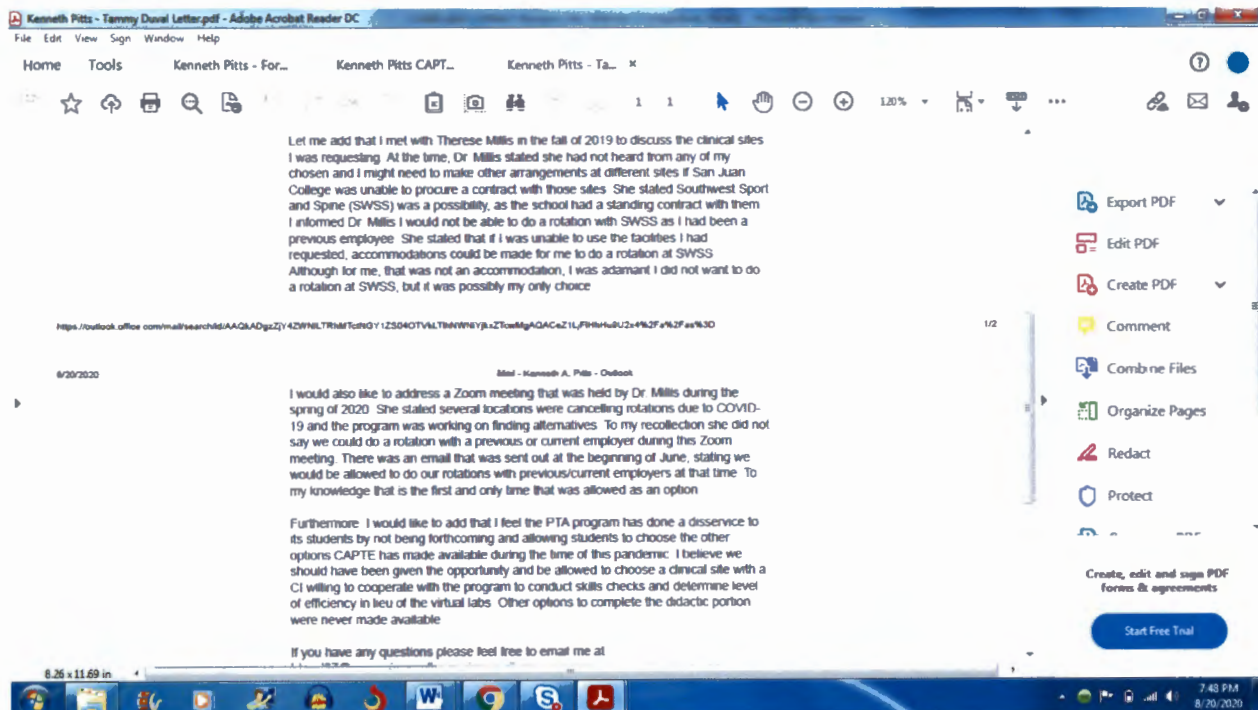 Kenneth Pitts - Tammy Duval Letter.pdf - Adobe Acrobat Reader DC
File Edit View Sign Window Help
Home Tools Kenneth Pitts - For... Kenneth Pitts CAPT... Kenneth Pitts - Ta... ×
1 1 120%
Let me add that I met with Therese Millis in the fall of 2019 to discuss the clinical sites
I was requesting. At the time, Dr. Millis stated she had not heard from any of my
chosen and I might need to make other arrangements at different sites if San Juan
College was unable to procure a contract with those sites. She stated Southwest Sport
and Spine (SWSS) was a possibility, as the school had a standing contract with them
I informed Dr. Millis I would not be able to do a rotation with SWSS as I had been a
previous employee. She stated that if I was unable to use the facilities I had
requested, accommodations could be made for me to do a rotation at SWSS
Although for me, that was not an accommodation, I was adamant I did not want to do
a rotation at SWSS, but it was possibly my only choice
1/2
8/20/2020 Mail - Kenneth A. Pitts - Outlook
I would also like to address a Zoom meeting that was held by Dr. Millis during the
spring of 2020. She stated several locations were cancelling rotations due to COVID-
19 and the program was working on finding alternatives. To my recollection she did not
say we could do a rotation with a previous or current employer during this Zoom
meeting. There was an email that was sent out at the beginning of June, stating we
would be allowed to do our rotations with previous/current employers at that time. To
my knowledge that is the first and only time that was allowed as an option
Furthermore I would like to add that I feel the PTA program has done a disservice to
its students by not being forthcoming and allowing students to choose the other
options CAPTE has made available during the time of this pandemic. I believe we
should have been given the opportunity and be allowed to choose a clinical site with a
CI willing to cooperate with the program to conduct skills checks and determine level
of efficiency in lieu of the virtual labs. Other options to complete the didactic portion
were never made available
If you have any questions please feel free to email me at
8.26 x 11.69 in
Export PDF
Edit PDF
Create PDF
Comment
Combine Files
Organize Pages
Redact
Protect
Create, edit and sign PDF
forms & agreements
Start Free Trial
7:48 PM
8/20/2020